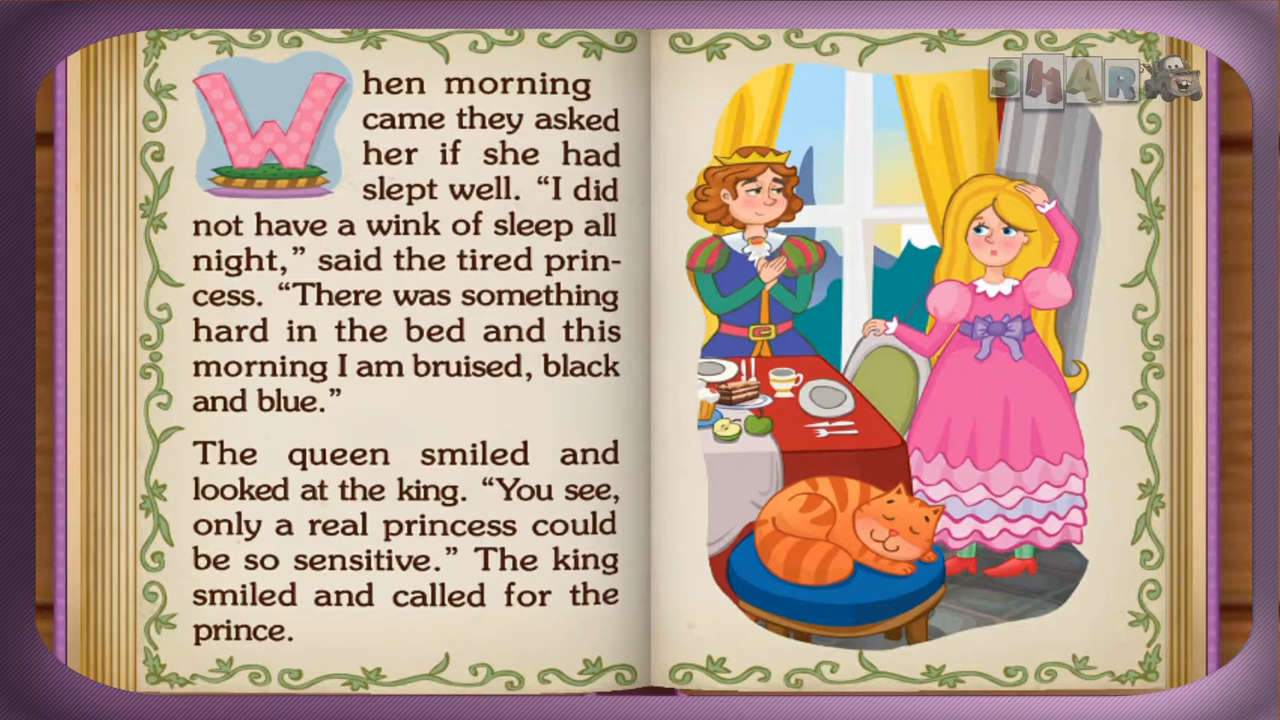 When morning
came they asked
her if she had
slept well. “I did
not have a wink of sleep all
night,” said the tired prin-
cess. “There was something
hard in the bed and this
morning I am bruised, black
and blue.”
The queen smiled and
looked at the king. “You see,
only a real princess could
be so sensitive.” The king
smiled and called for the
prince.
SHAR